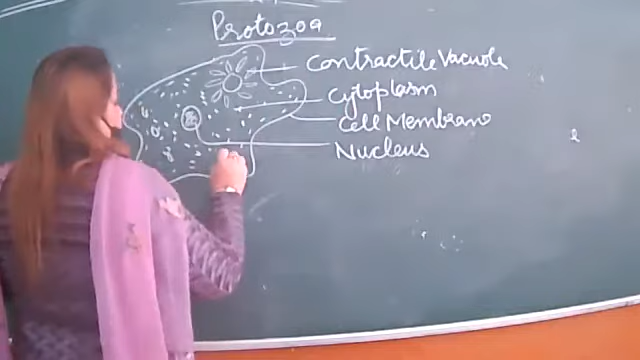 Protozoa
Contractile Vacuole
Cytoplasm
Cell Membrane
Nucleus